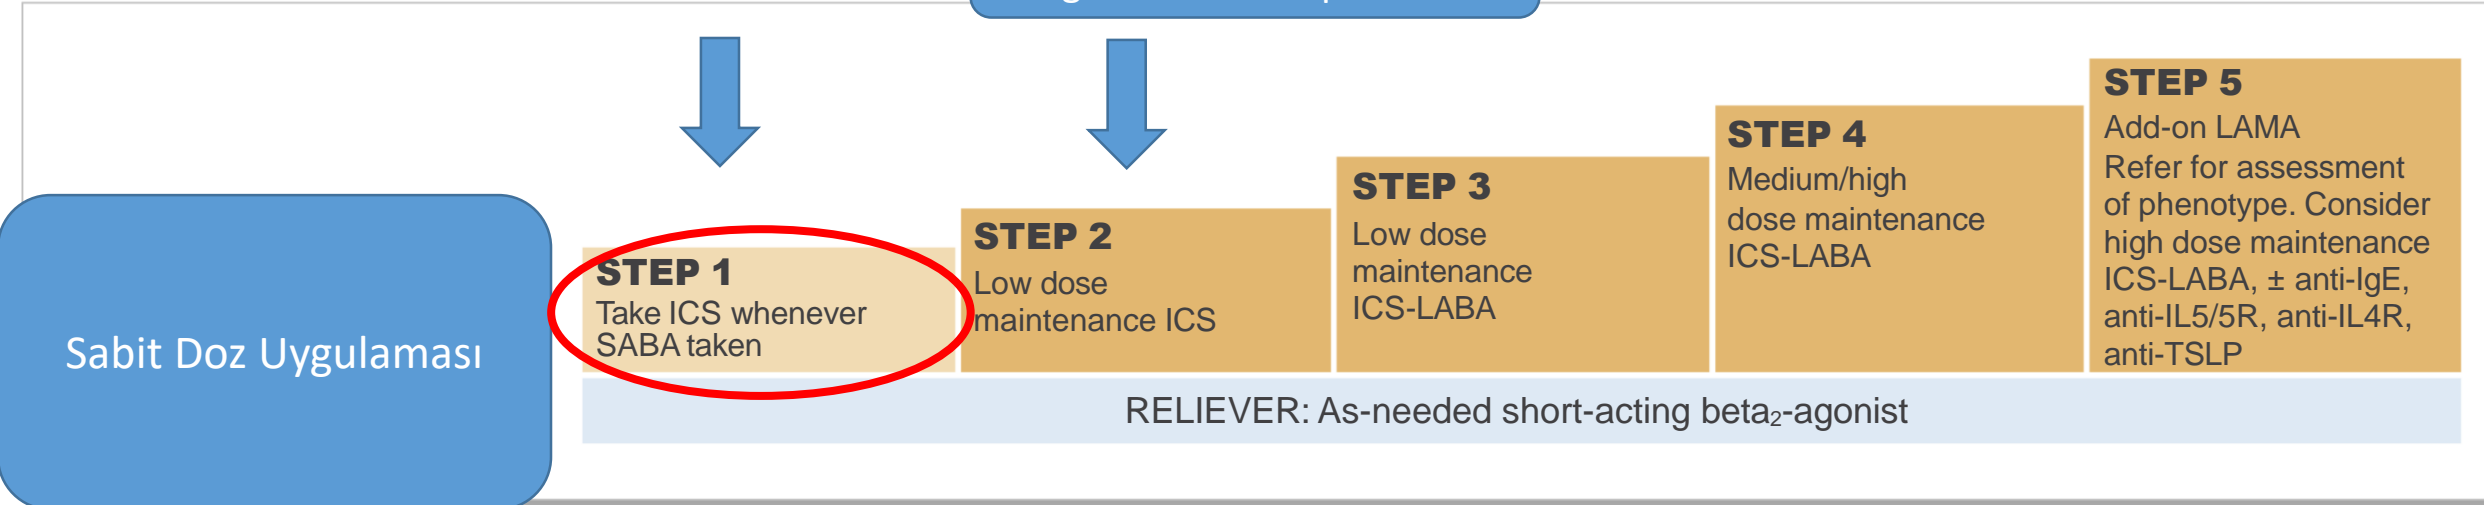 Sabit Doz Uygulaması
STEP 1
Take ICS whenever
SABA taken
STEP 2
Low dose
maintenance ICS
STEP 3
Low dose
maintenance
ICS-LABA
STEP 4
Medium/high
dose maintenance
ICS-LABA
STEP 5
Add-on LAMA
Refer for assessment
of phenotype. Consider
high dose maintenance
ICS-LABA, ± anti-IgE,
anti-IL5/5R, anti-IL4R,
anti-TSLP
RELIEVER: As-needed short-acting beta₂-agonist